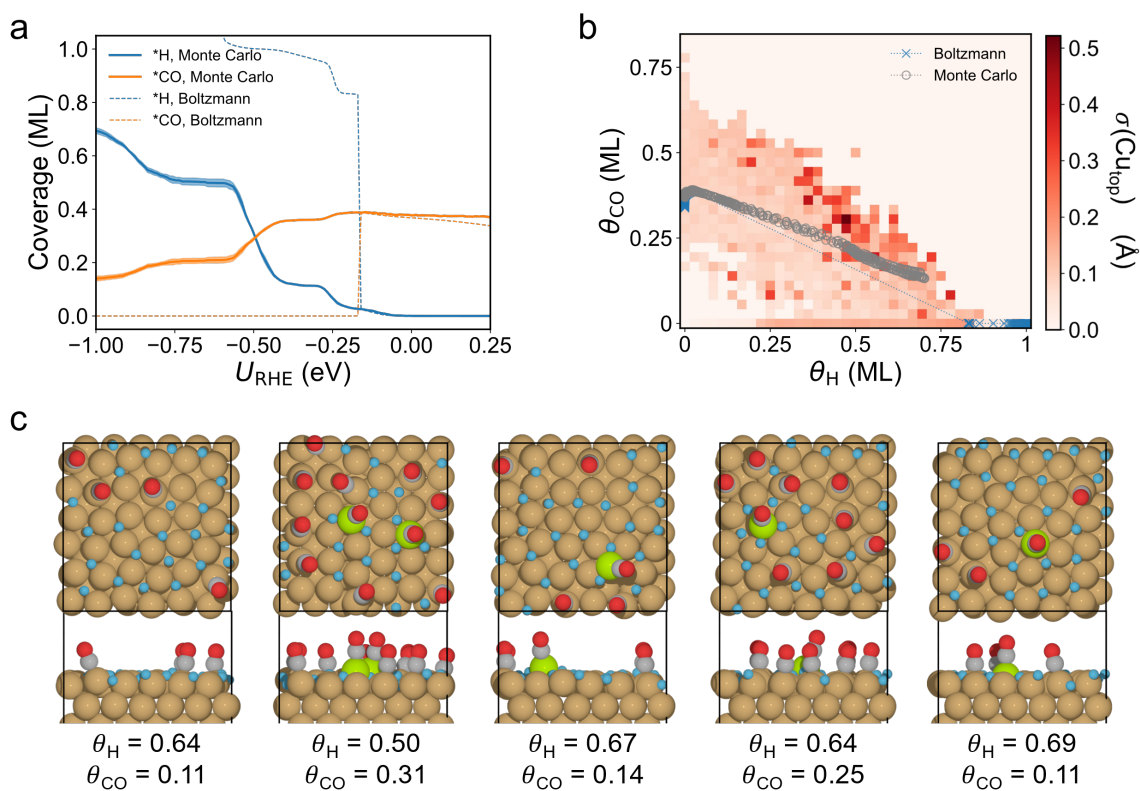 a
1.0
0.8
0.6
0.4
0.2
0.0
Coverage (ML)
*H, Monte Carlo
*CO, Monte Carlo
*H, Boltzmann
*CO, Boltzmann
−1.00 −0.75 −0.50 −0.25 0.00 0.25
U_RHE (eV)
b
0.75
0.5
0.25
0
θ_CO (ML)
Boltzmann
Monte Carlo
0 0.25 0.5 0.75 1
θ_H (ML)
0.5
0.4
0.3
0.2
0.1
0.0
σ(Cu_top) (Å)
c
θ_H = 0.64
θ_CO = 0.11
θ_H = 0.50
θ_CO = 0.31
θ_H = 0.67
θ_CO = 0.14
θ_H = 0.64
θ_CO = 0.25
θ_H = 0.69
θ_CO = 0.11